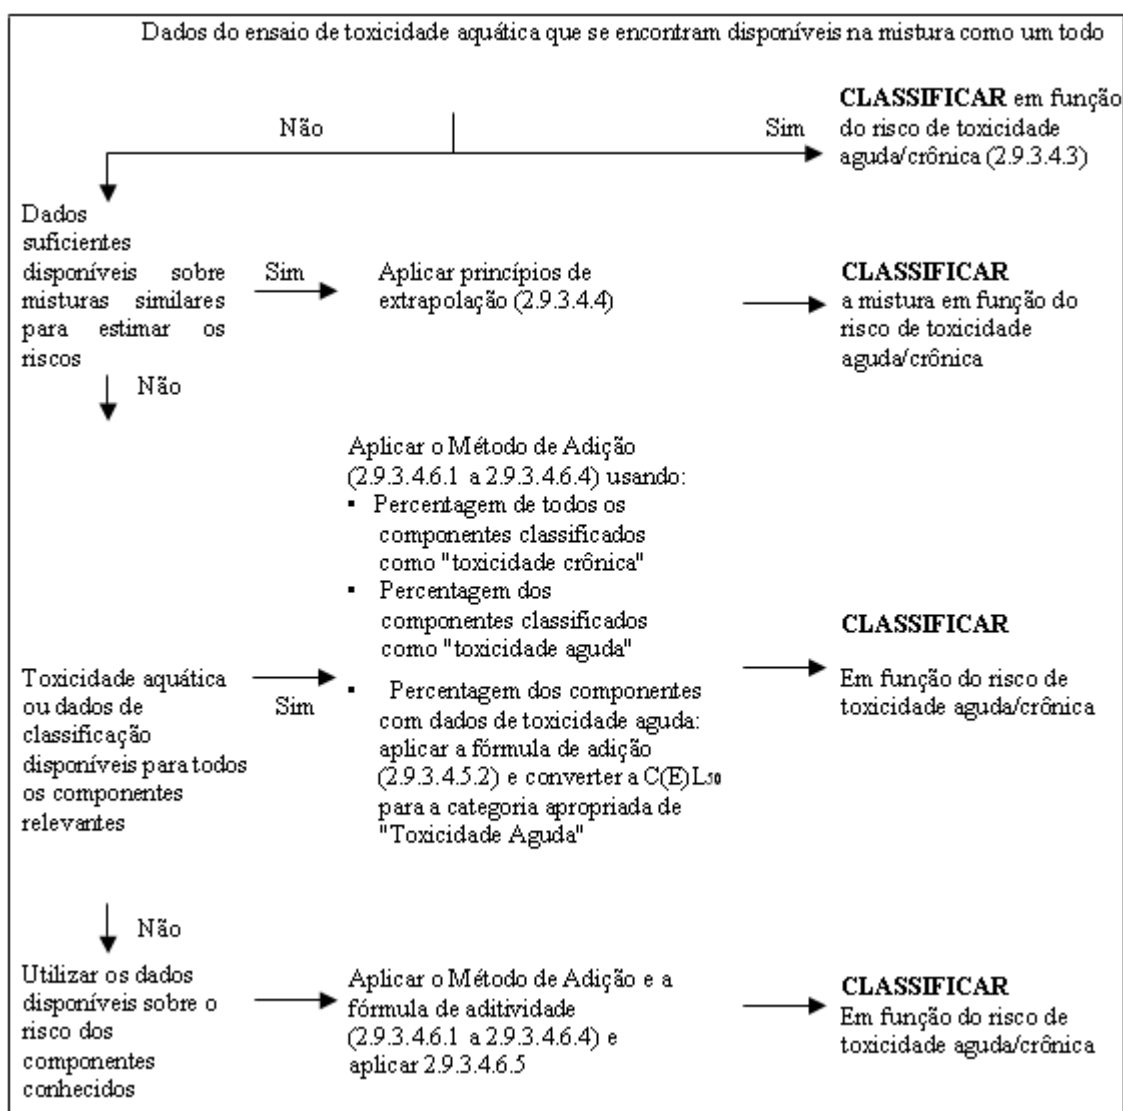 Dados do ensaio de toxicidade aquática que se encontram disponíveis na mistura como um todo
Não
Sim
CLASSIFICAR em função
do risco de toxicidade
aguda/crônica (2.9.3.4.3)
Dados
suficientes
disponíveis sobre
misturas similares
para estimar os
riscos
Sim
Aplicar princípios de
extrapolação (2.9.3.4.4)
CLASSIFICAR
a mistura em função do
risco de toxicidade
aguda/crônica
Não
Aplicar o Método de Adição
(2.9.3.4.6.1 a 2.9.3.4.6.4) usando:
▪ Percentagem de todos os
componentes classificados
como "toxicidade crônica"
▪ Percentagem dos
componentes classificados
como "toxicidade aguda"
▪ Percentagem dos componentes
com dados de toxicidade aguda:
aplicar a fórmula de adição
(2.9.3.4.5.2) e converter a C(E)L50
para a categoria apropriada de
"Toxicidade Aguda"
Toxicidade aquática
ou dados de
classificação
disponíveis para todos
os componentes
relevantes
Sim
CLASSIFICAR
Em função do risco de
toxicidade aguda/crônica
Não
Utilizar os dados
disponíveis sobre o
risco dos
componentes
conhecidos
Aplicar o Método de Adição e a
fórmula de aditividade
(2.9.3.4.6.1 a 2.9.3.4.6.4) e
aplicar 2.9.3.4.6.5
CLASSIFICAR
Em função do risco de
toxicidade aguda/crônica